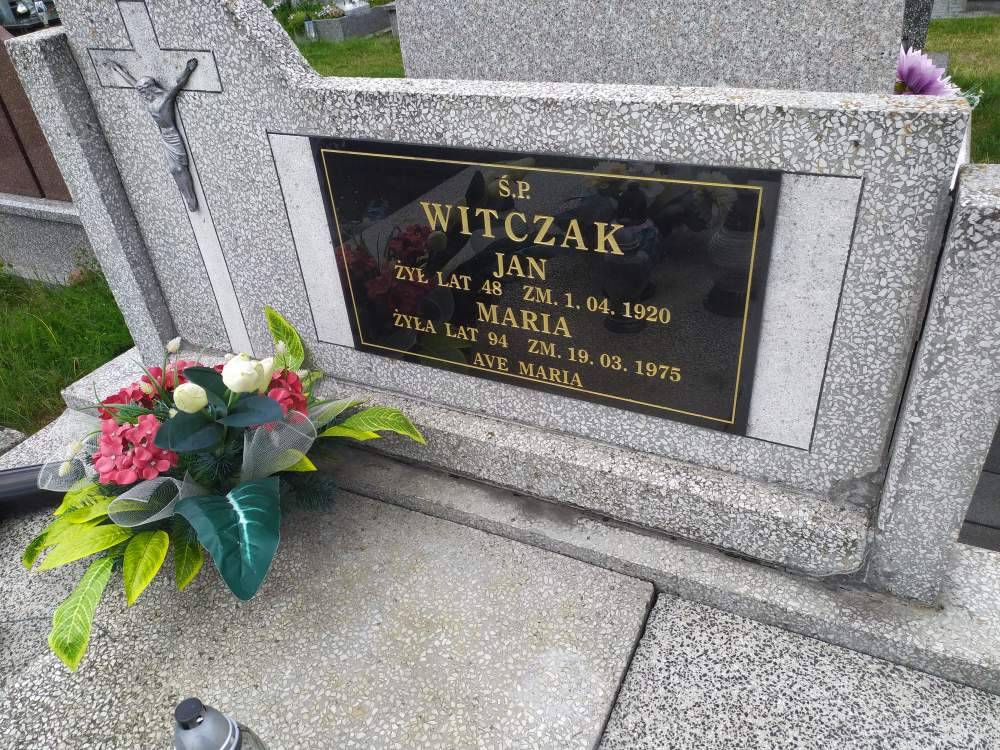 Ś.P.
WITCZAK
JAN
ŻYŁ LAT 48 ZM. 1. 04. 1920
MARIA
ŻYŁA LAT 94 ZM. 19. 03. 1975
AVE MARIA